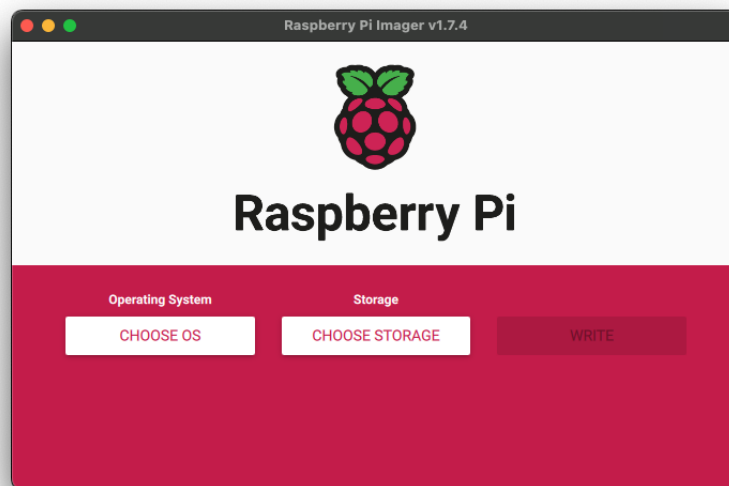 Raspberry Pi Imager v1.7.4
Raspberry Pi
Operating System
Storage
CHOOSE OS
CHOOSE STORAGE
WRITE